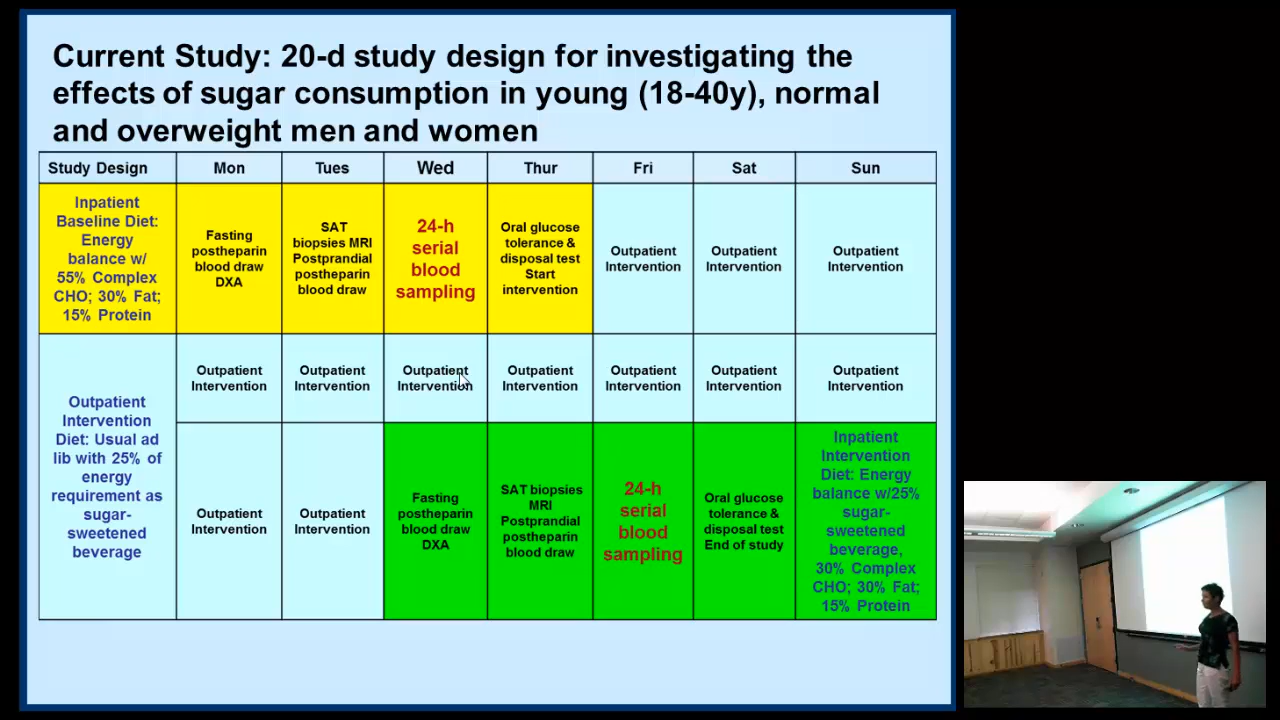 Current Study: 20-d study design for investigating the
effects of sugar consumption in young (18-40y), normal
and overweight men and women
Study Design
Mon
Tues
Wed
Thur
Fri
Sat
Sun
Inpatient
Baseline Diet:
Energy
balance w/
55% Complex
CHO; 30% Fat;
15% Protein
Fasting
postheparin
blood draw
DXA
SAT
biopsies MRI
Postprandial
postheparin
blood draw
24-h
serial
blood
sampling
Oral glucose
tolerance &
disposal test
Start
intervention
Outpatient
Intervention
Outpatient
Intervention
Outpatient
Intervention
Outpatient
Intervention
Diet: Usual ad
lib with 25% of
energy
requirement as
sugar-
sweetened
beverage
Outpatient
Intervention
Outpatient
Intervention
Outpatient
Intervention
Outpatient
Intervention
Outpatient
Intervention
Outpatient
Intervention
Outpatient
Intervention
Outpatient
Intervention
Outpatient
Intervention
Fasting
postheparin
blood draw
DXA
SAT biopsies
MRI
Postprandial
postheparin
blood draw
24-h
serial
blood
sampling
Oral glucose
tolerance &
disposal test
End of study
Inpatient
Intervention
Diet: Energy
balance w/25%
sugar-
sweetened
beverage,
30% Complex
CHO; 30% Fat;
15% Protein